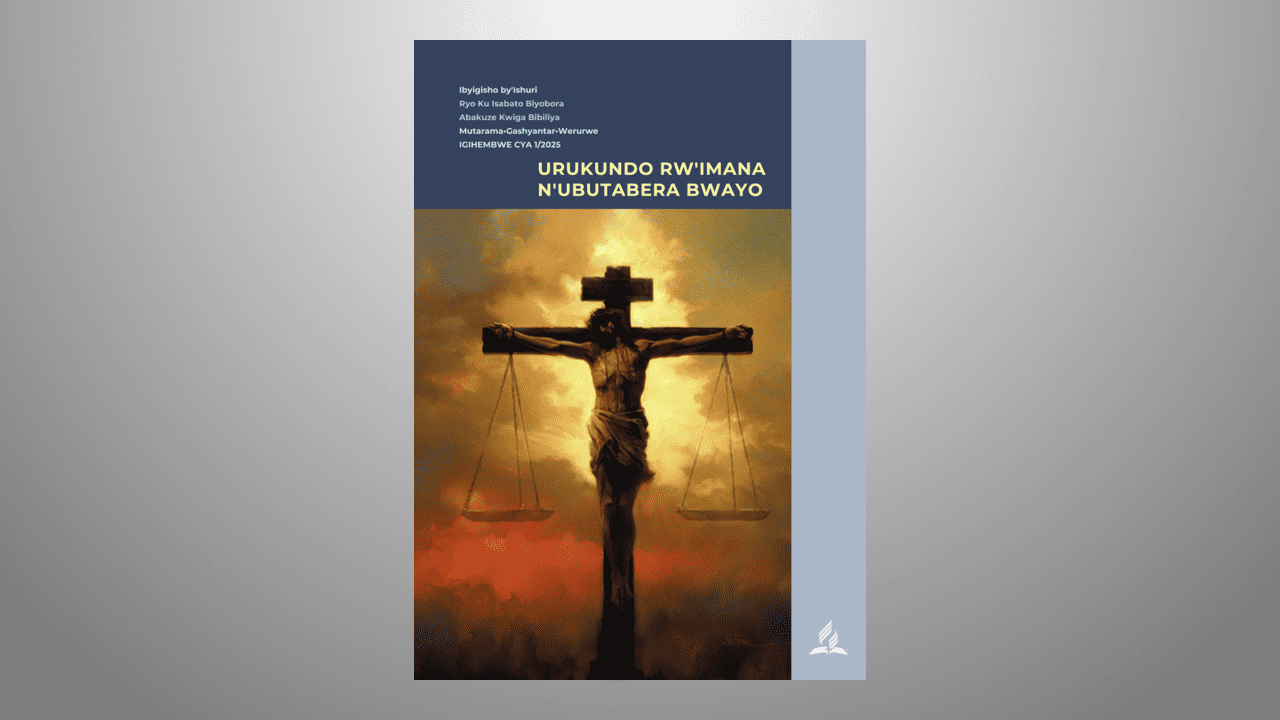 Ibyigisho by'Ishuri
Ryo Ku Isabato Biyobora
Abakuze Kwiga Bibiliya
Mutarama•Gashyantar•Werurwe
IGIHEMBWE CYA 1/2025
URUKUNDO RW'IMANA
N'UBUTABERA BWAYO